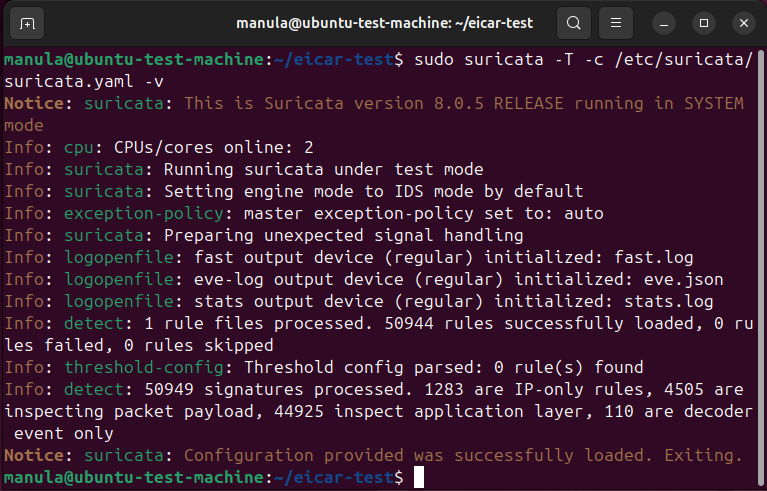 manula@ubuntu-test-machine: ~/eicar-test
manula@ubuntu-test-machine:~/eicar-test$ sudo suricata -T -c /etc/suricata/
suricata.yaml -v
Notice: suricata: This is Suricata version 8.0.5 RELEASE running in SYSTEM
mode
Info: cpu: CPUs/cores online: 2
Info: suricata: Running suricata under test mode
Info: suricata: Setting engine mode to IDS mode by default
Info: exception-policy: master exception-policy set to: auto
Info: suricata: Preparing unexpected signal handling
Info: logopenfile: fast output device (regular) initialized: fast.log
Info: logopenfile: eve-log output device (regular) initialized: eve.json
Info: logopenfile: stats output device (regular) initialized: stats.log
Info: detect: 1 rule files processed. 50944 rules successfully loaded, 0 ru
les failed, 0 rules skipped
Info: threshold-config: Threshold config parsed: 0 rule(s) found
Info: detect: 50949 signatures processed. 1283 are IP-only rules, 4505 are
inspecting packet payload, 44925 inspect application layer, 110 are decoder
 event only
Notice: suricata: Configuration provided was successfully loaded. Exiting.
manula@ubuntu-test-machine:~/eicar-test$